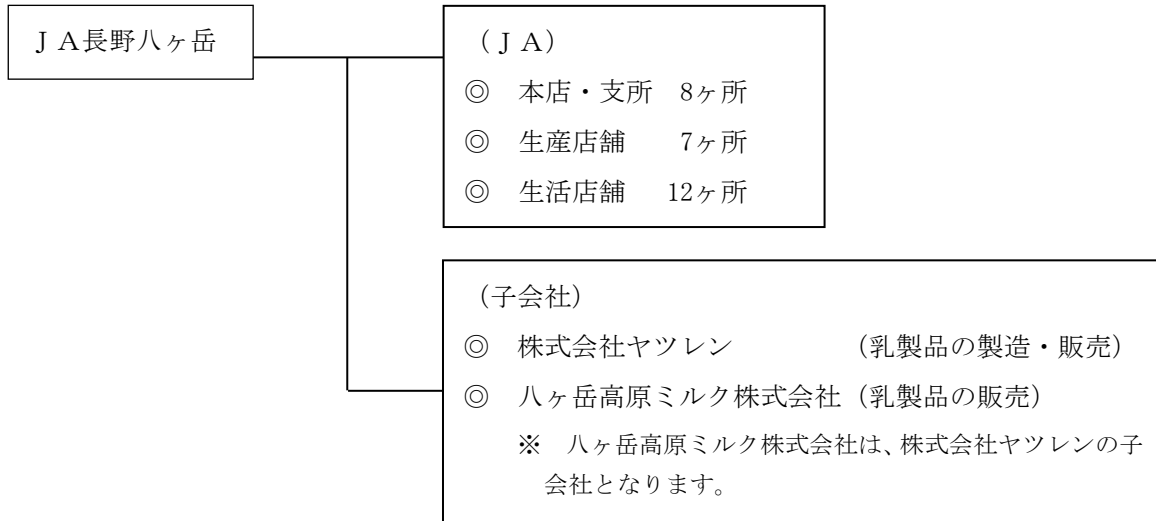 ＪＡ長野八ヶ岳
（ＪＡ）
◎　本店・支所　8ヶ所
◎　生産店舗　　7ヶ所
◎　生活店舗　 12ヶ所
（子会社）
◎　株式会社ヤツレン　　　　（乳製品の製造・販売）
◎　八ヶ岳高原ミルク株式会社（乳製品の販売）
※　八ヶ岳高原ミルク株式会社は、株式会社ヤツレンの子
会社となります。